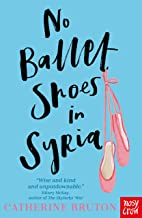 No
Ballet
Shoes
in
Syria
"Wise and kind
and unputdownable."
Hilary McKay,
author of The Skylarks' War
CATHERINE BRUTON
nosy
crow